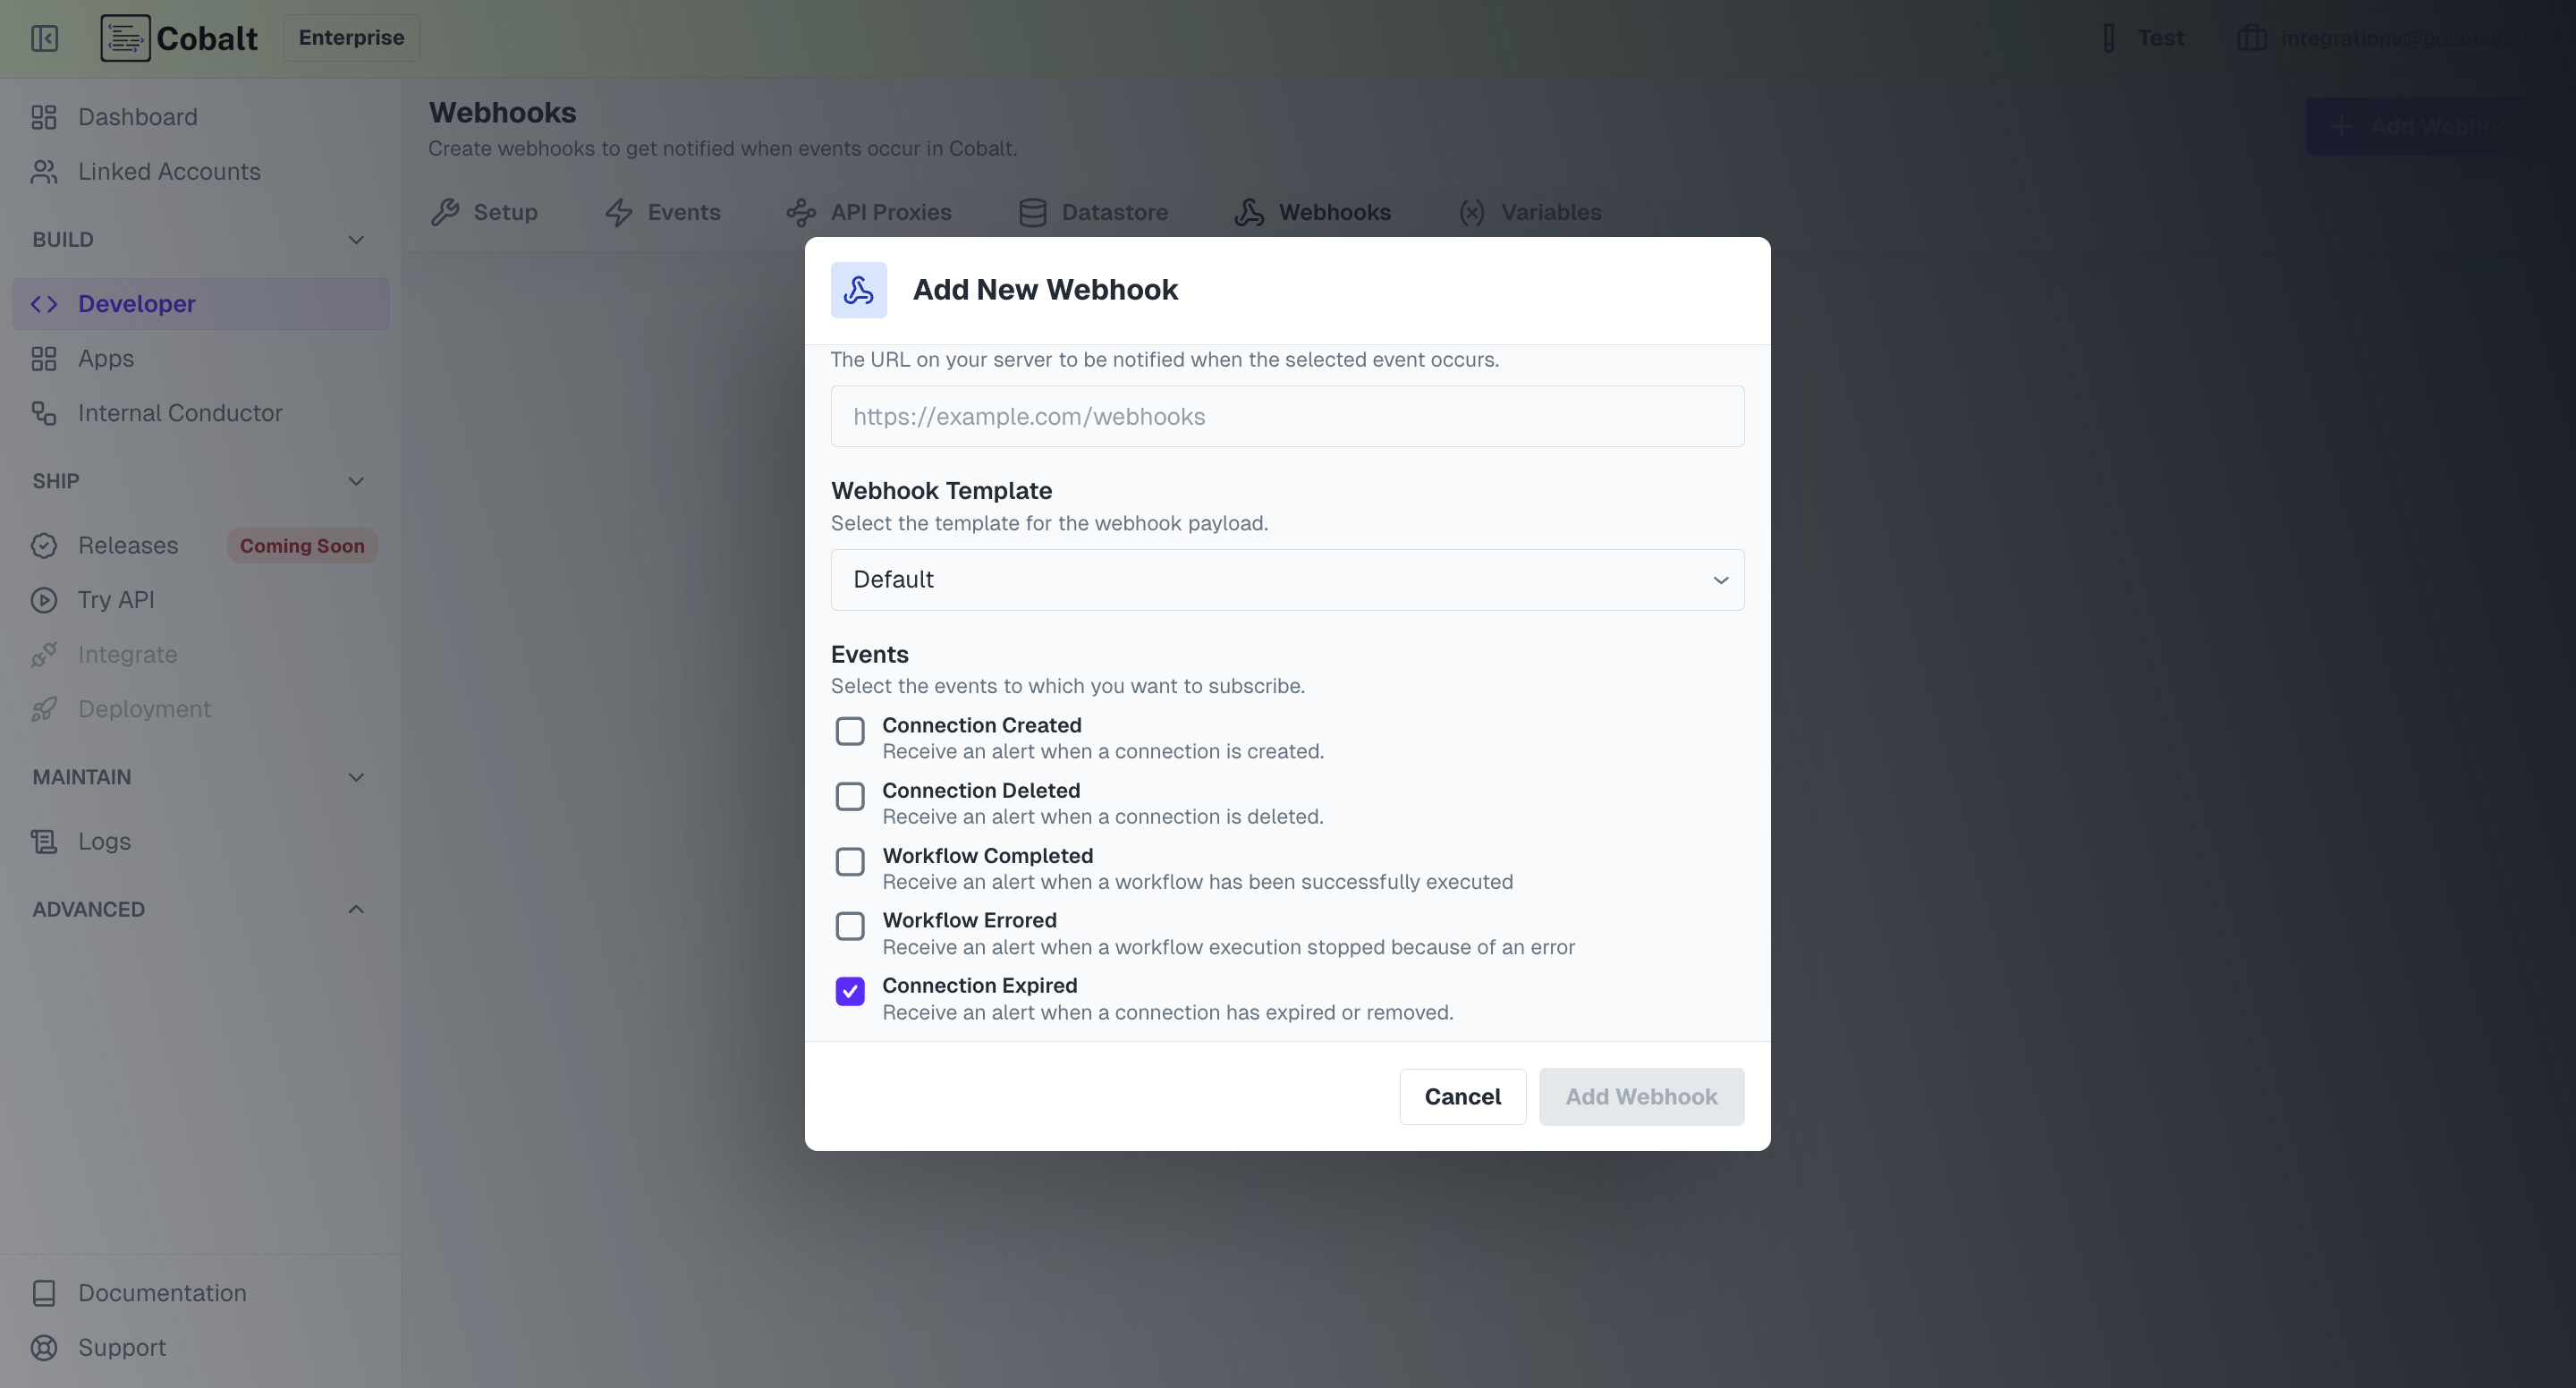 Cobalt
Enterprise
Test
integrations@gocobalt
Dashboard
Linked Accounts
BUILD
Developer
Apps
Internal Conductor
SHIP
Releases
Coming Soon
Try API
Integrate
Deployment
MAINTAIN
Logs
ADVANCED
Documentation
Support
Webhooks
Create webhooks to get notified when events occur in Cobalt.
Add Webhook
Setup
Events
API Proxies
Datastore
Webhooks
Variables
Add New Webhook
The URL on your server to be notified when the selected event occurs.
https://example.com/webhooks
Webhook Template
Select the template for the webhook payload.
Default
Events
Select the events to which you want to subscribe.
Connection Created
Receive an alert when a connection is created.
Connection Deleted
Receive an alert when a connection is deleted.
Workflow Completed
Receive an alert when a workflow has been successfully executed
Workflow Errored
Receive an alert when a workflow execution stopped because of an error
Connection Expired
Receive an alert when a connection has expired or removed.
Cancel
Add Webhook